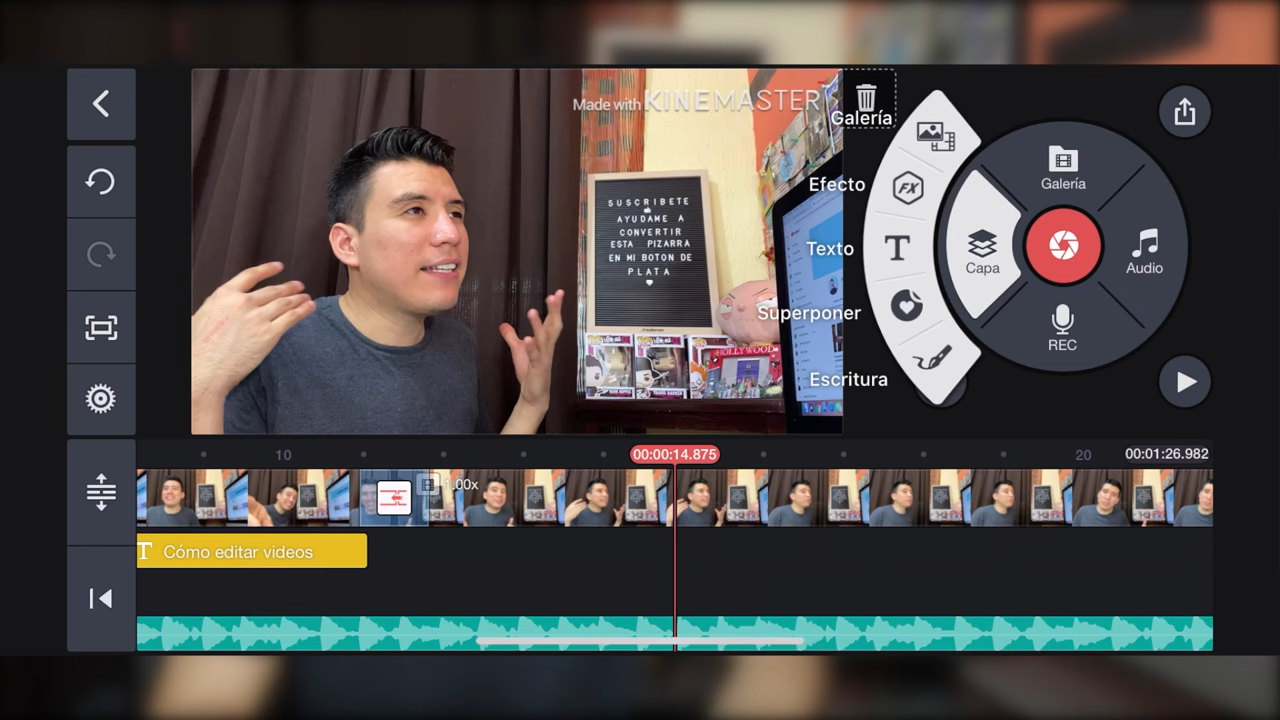 Made with KINEMASTER
SUSCRIBETE
AYUDAME A
CONVERTIR
ESTA PIZARRA
EN MI BOTON DE
PLATA
HOLLYWOOD
Galería
Efecto
Texto
Superponer
Escritura
FX
T
Galería
Capa
Audio
REC
10
00:00:14.875
20
00:01:26.982
1.00x
T Cómo editar videos